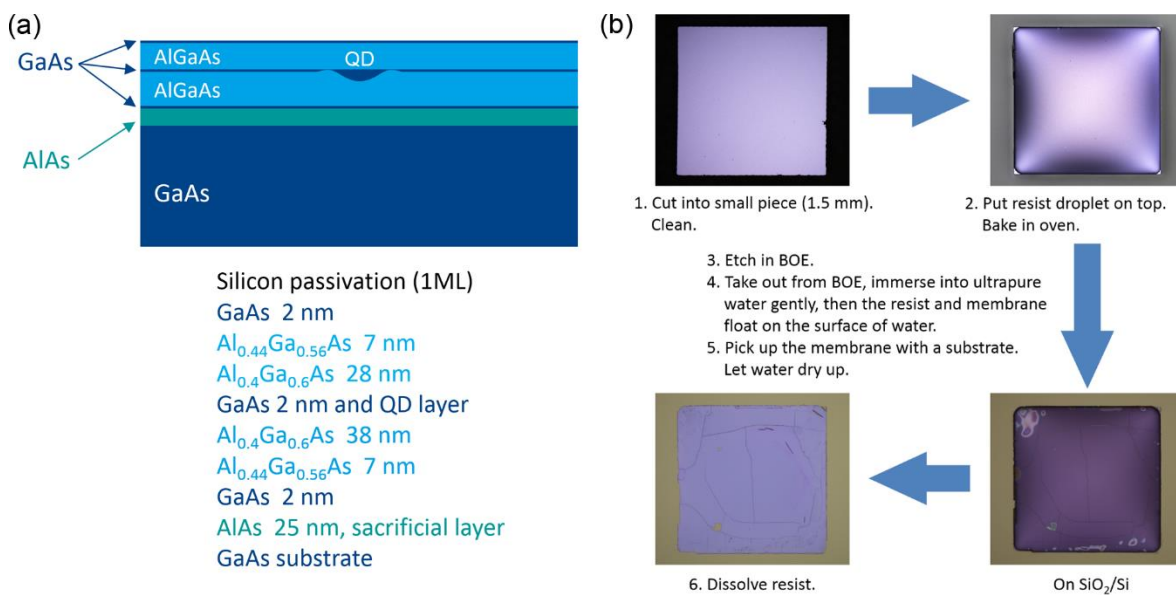 (a)
GaAs
AlGaAs
QD
AlGaAs
AlAs
GaAs
Silicon passivation (1ML)
GaAs 2 nm
Al₀.₄₄Ga₀.₅₆As 7 nm
Al₀.₄Ga₀.₆As 28 nm
GaAs 2 nm and QD layer
Al₀.₄Ga₀.₆As 38 nm
Al₀.₄₄Ga₀.₅₆As 7 nm
GaAs 2 nm
AlAs 25 nm, sacrificial layer
GaAs substrate
(b)
1. Cut into small piece (1.5 mm).
Clean.
2. Put resist droplet on top.
Bake in oven.
3. Etch in BOE.
4. Take out from BOE, immerse into ultrapure
water gently, then the resist and membrane
float on the surface of water.
5. Pick up the membrane with a substrate.
Let water dry up.
6. Dissolve resist.
On SiO₂/Si